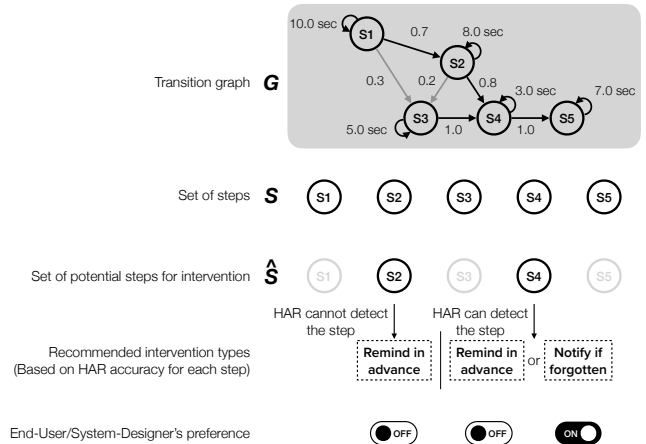 10.0 sec
S1
0.7
8.0 sec
S2
Transition graph G
0.3
0.2
0.8
3.0 sec
7.0 sec
S3
S4
S5
5.0 sec
1.0
1.0
Set of steps S S1 S2 S3 S4 S5
Set of potential steps for intervention Ŝ S1 S2 S3 S4 S5
HAR cannot detect
the step
HAR can detect
the step
Recommended intervention types
(Based on HAR accuracy for each step)
Remind in
advance
Remind in
advance
or
Notify if
forgotten
End-User/System-Designer's preference OFF OFF ON